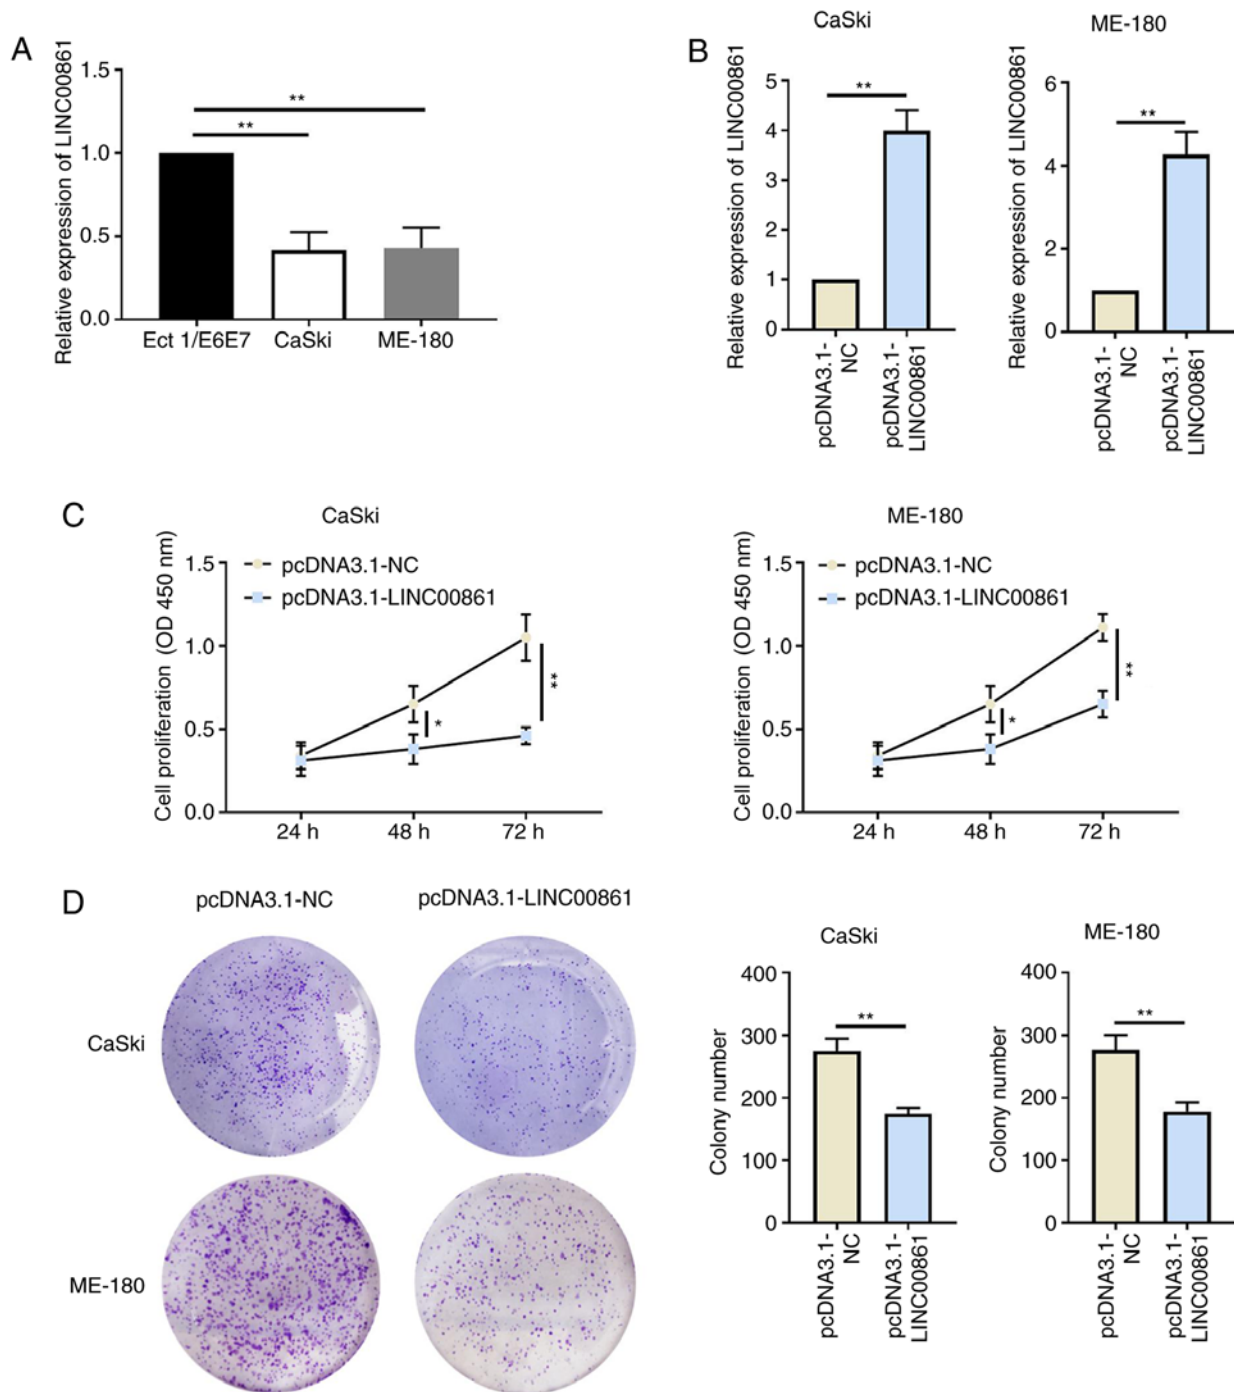 A
Relative expression of LINC00861
1.5
1.0
0.5
0.0
**
**
Ect 1/E6E7
CaSki
ME-180
B
CaSki
Relative expression of LINC00861
5
4
3
2
1
0
**
pcDNA3.1-
NC
pcDNA3.1-
LINC00861
ME-180
Relative expression of LINC00861
6
4
2
0
**
pcDNA3.1-
NC
pcDNA3.1-
LINC00861
C
CaSki
Cell proliferation (OD 450 nm)
1.5
1.0
0.5
0.0
pcDNA3.1-NC
pcDNA3.1-LINC00861
*
**
24 h
48 h
72 h
ME-180
Cell proliferation (OD 450 nm)
1.5
1.0
0.5
0.0
pcDNA3.1-NC
pcDNA3.1-LINC00861
*
**
24 h
48 h
72 h
D
pcDNA3.1-NC
pcDNA3.1-LINC00861
CaSki
ME-180
CaSki
Colony number
400
300
200
100
0
**
pcDNA3.1-
NC
pcDNA3.1-
LINC00861
ME-180
Colony number
400
300
200
100
0
**
pcDNA3.1-
NC
pcDNA3.1-
LINC00861